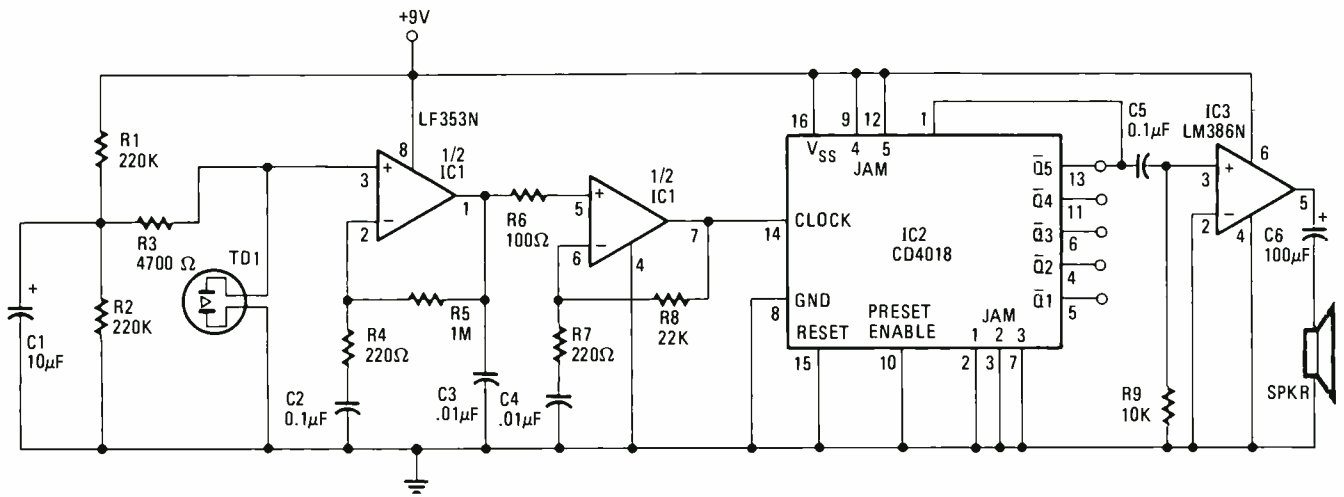 +9V
R1
220K
R3
4700 Ω
TD1
R2
220K
C1
10µF
+
LF353N
8
1/2
IC1
3
+
2
−
1
R4
220Ω
R5
1M
C2
0.1µF
C3
.01µF
R6
100Ω
1/2
IC1
5
+
6
−
7
4
R7
220Ω
R8
22K
C4
.01µF
16
9
12
1
VSS
4
5
JAM
14
CLOCK
IC2
CD4018
8
GND
RESET
15
PRESET
ENABLE
10
JAM
1
2
3
2
3
7
Q̅5
13
Q̅4
11
Q̅3
6
Q̅2
4
Q̅1
5
C5
0.1µF
IC3
LM386N
3
+
2
−
6
5
4
R9
10K
+
C6
100µF
SPKR